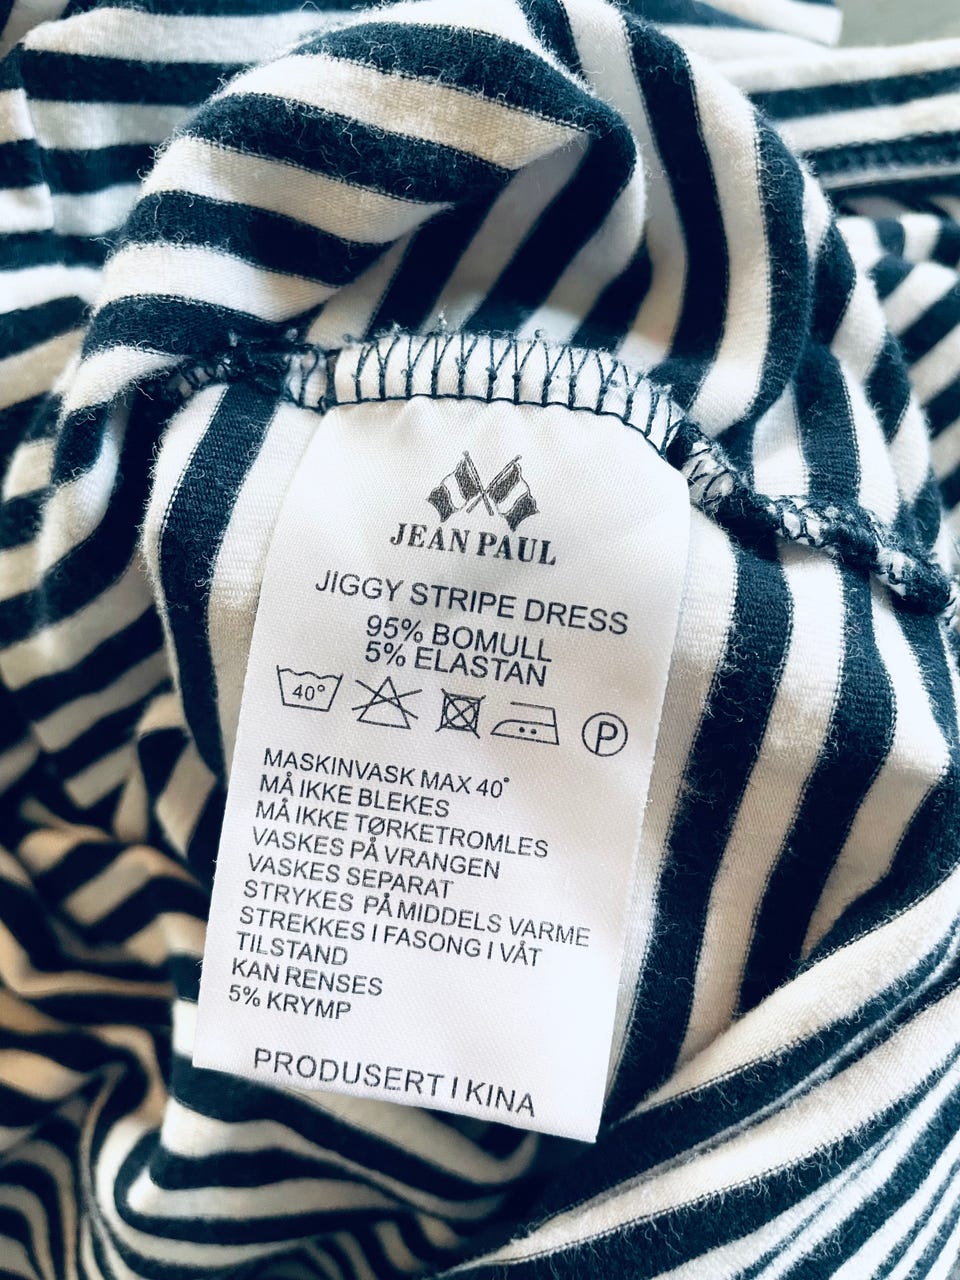 JEAN PAUL
JIGGY STRIPE DRESS
95% BOMULL
5% ELASTAN
40° P
MASKINVASK MAX 40°
MÅ IKKE BLEKES
MÅ IKKE TØRKETROMLES
VASKES PÅ VRANGEN
VASKES SEPARAT
STRYKES PÅ MIDDELS VARME
STREKKES I FASONG I VÅT
TILSTAND
KAN RENSES
5% KRYMP
PRODUSERT I KINA